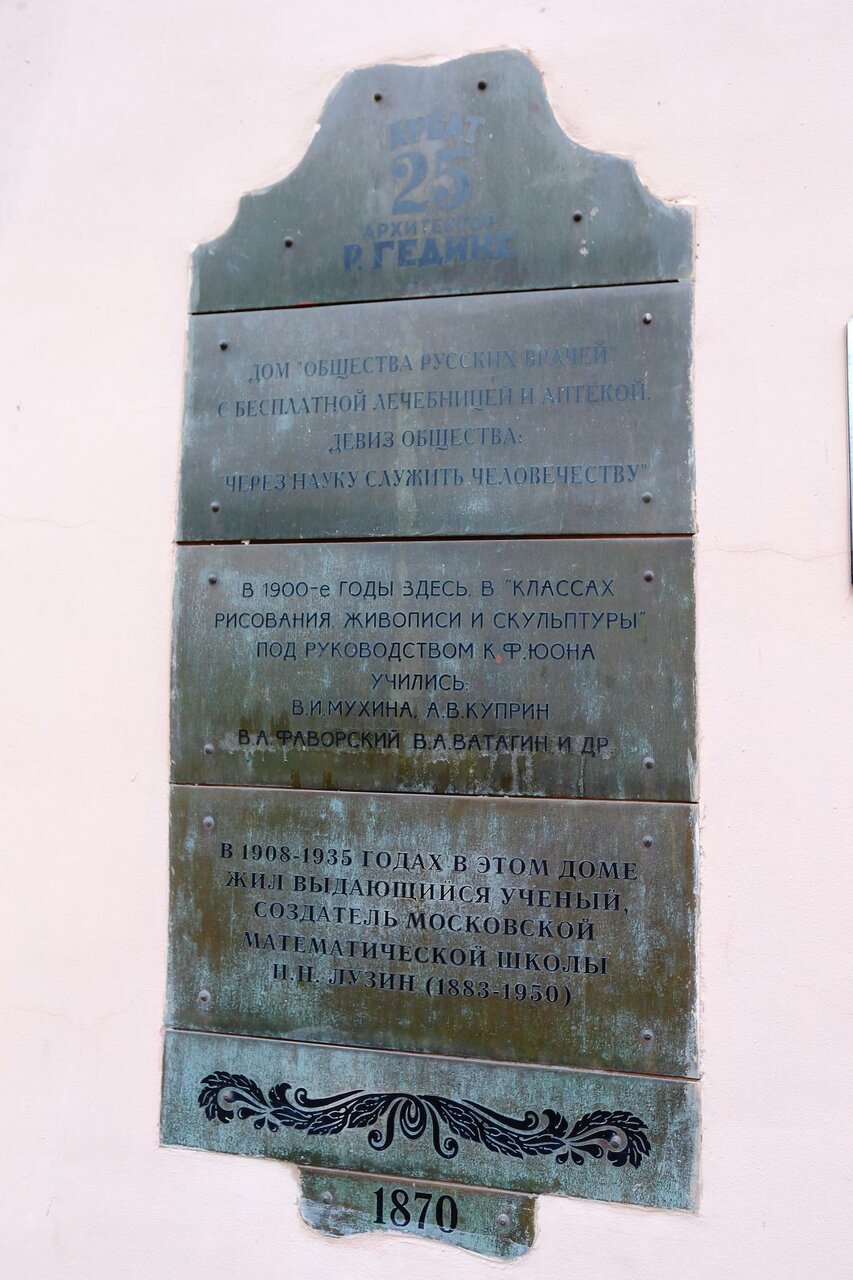 АРБАТ
25
АРХИТЕКТОР
Р. ГЕДИКЕ
ДОМ "ОБЩЕСТВА РУССКИХ ВРАЧЕЙ"
С БЕСПЛАТНОЙ ЛЕЧЕБНИЦЕЙ И АПТЕКОЙ.
ДЕВИЗ ОБЩЕСТВА:
"ЧЕРЕЗ НАУКУ СЛУЖИТЬ ЧЕЛОВЕЧЕСТВУ"
В 1900-е ГОДЫ ЗДЕСЬ, В "КЛАССАХ
РИСОВАНИЯ, ЖИВОПИСИ И СКУЛЬПТУРЫ"
ПОД РУКОВОДСТВОМ К.Ф.ЮОНА
УЧИЛИСЬ:
В.И.МУХИНА, А.В.КУПРИН
В.А.ФАВОРСКИЙ В.А.ВАТАГИН И ДР.
В 1908-1935 ГОДАХ В ЭТОМ ДОМЕ
ЖИЛ ВЫДАЮЩИЙСЯ УЧЕНЫЙ,
СОЗДАТЕЛЬ МОСКОВСКОЙ
МАТЕМАТИЧЕСКОЙ ШКОЛЫ
Н.Н. ЛУЗИН (1883-1950)
1870